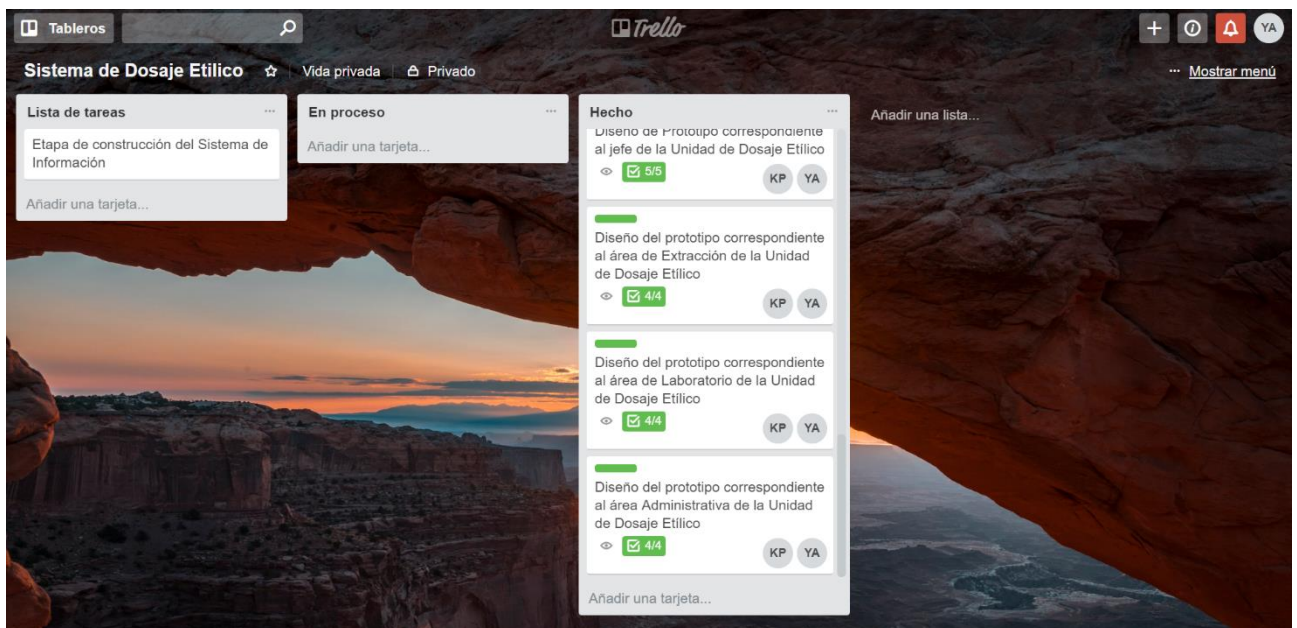 Tableros
Trello
YA
Sistema de Dosaje Etilico
Vida privada
Privado
... Mostrar menú
Lista de tareas
...
Etapa de construcción del Sistema de
Información
Añadir una tarjeta...
En proceso
...
Añadir una tarjeta...
Hecho
...
Diseño de Prototipo correspondiente
al jefe de la Unidad de Dosaje Etílico
5/5
KP YA
Diseño del prototipo correspondiente
al área de Extracción de la Unidad
de Dosaje Etílico
4/4
KP YA
Diseño del prototipo correspondiente
al área de Laboratorio de la Unidad
de Dosaje Etílico
4/4
KP YA
Diseño del prototipo correspondiente
al área Administrativa de la Unidad
de Dosaje Etílico
4/4
KP YA
Añadir una tarjeta...
Añadir una lista...